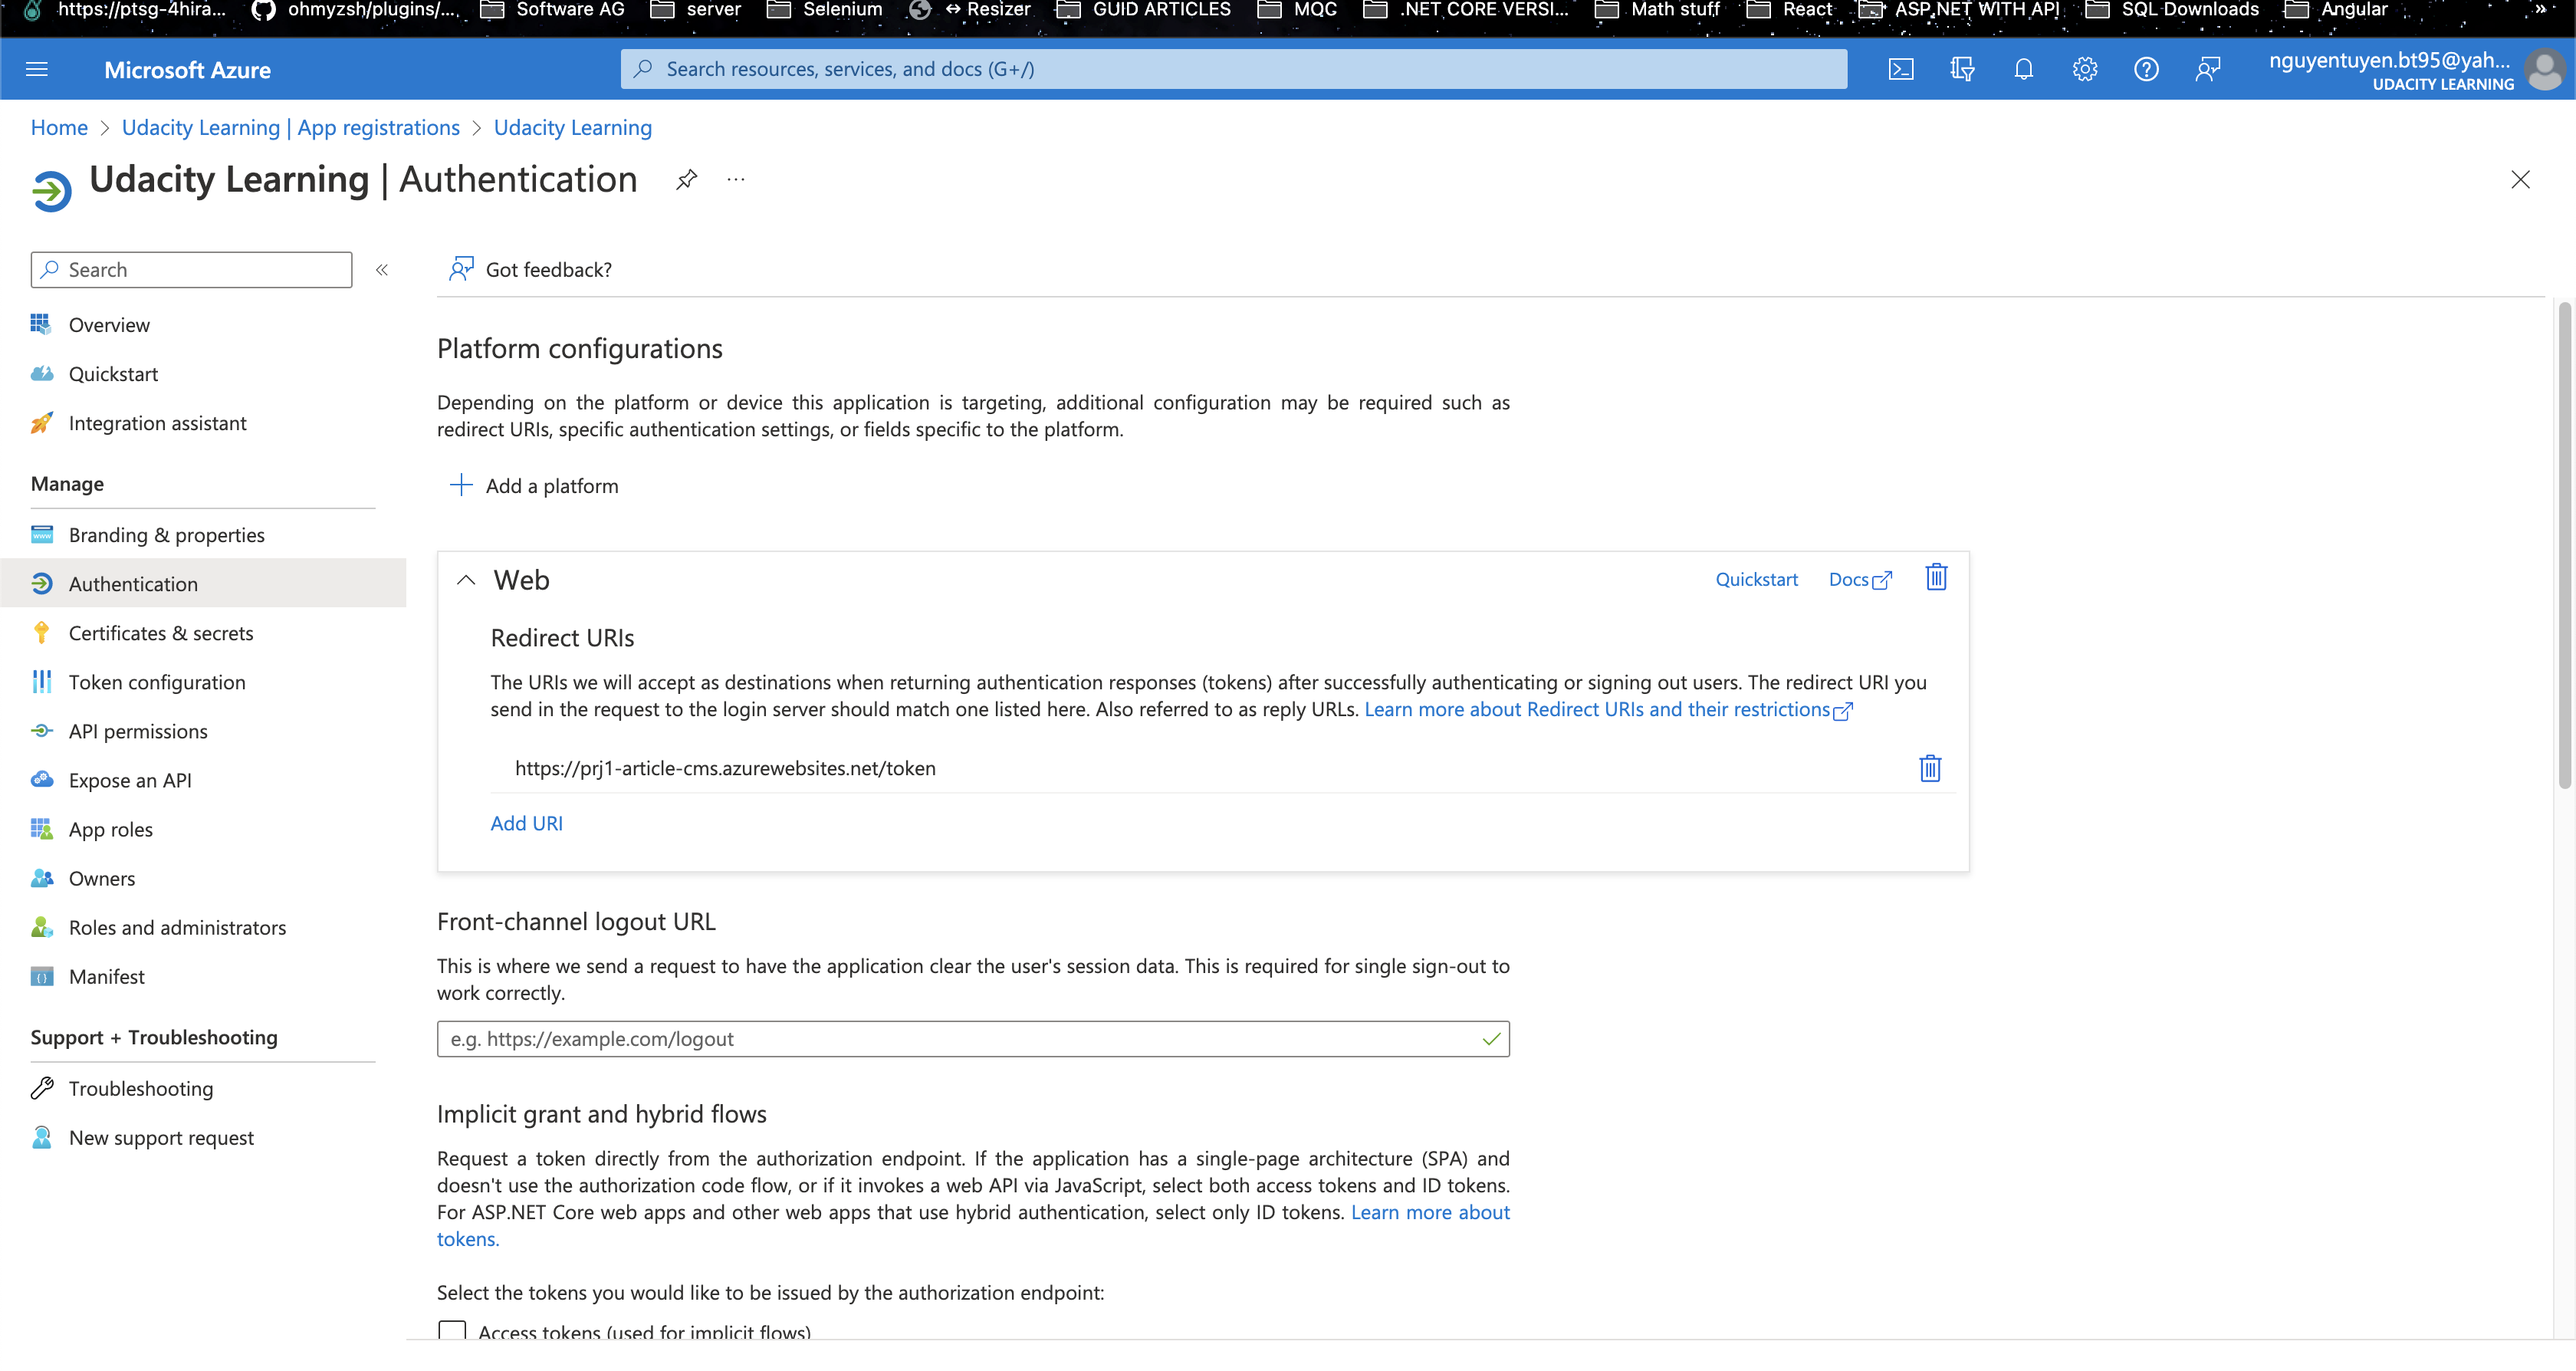 https://ptsg-4hira...
ohmyzsh/plugins/...
Software AG
server
Selenium
↔ Resizer
GUID ARTICLES
MQC
.NET CORE VERSI...
Math stuff
React
ASP.NET WITH API
SQL Downloads
Angular
»
Microsoft Azure
Search resources, services, and docs (G+/)
nguyentuyen.bt95@yah...
UDACITY LEARNING
Home > Udacity Learning | App registrations > Udacity Learning
Udacity Learning | Authentication
...
Search
«
Got feedback?
Overview
Quickstart
Integration assistant
Manage
Branding & properties
Authentication
Certificates & secrets
Token configuration
API permissions
Expose an API
App roles
Owners
Roles and administrators
Manifest
Support + Troubleshooting
Troubleshooting
New support request
Platform configurations
Depending on the platform or device this application is targeting, additional configuration may be required such as
redirect URIs, specific authentication settings, or fields specific to the platform.
Add a platform
Web
Quickstart
Docs
Redirect URIs
The URIs we will accept as destinations when returning authentication responses (tokens) after successfully authenticating or signing out users. The redirect URI you
send in the request to the login server should match one listed here. Also referred to as reply URLs. Learn more about Redirect URIs and their restrictions
https://prj1-article-cms.azurewebsites.net/token
Add URI
Front-channel logout URL
This is where we send a request to have the application clear the user's session data. This is required for single sign-out to
work correctly.
e.g. https://example.com/logout
Implicit grant and hybrid flows
Request a token directly from the authorization endpoint. If the application has a single-page architecture (SPA) and
doesn't use the authorization code flow, or if it invokes a web API via JavaScript, select both access tokens and ID tokens.
For ASP.NET Core web apps and other web apps that use hybrid authentication, select only ID tokens. Learn more about
tokens.
Select the tokens you would like to be issued by the authorization endpoint:
Access tokens (used for implicit flows)